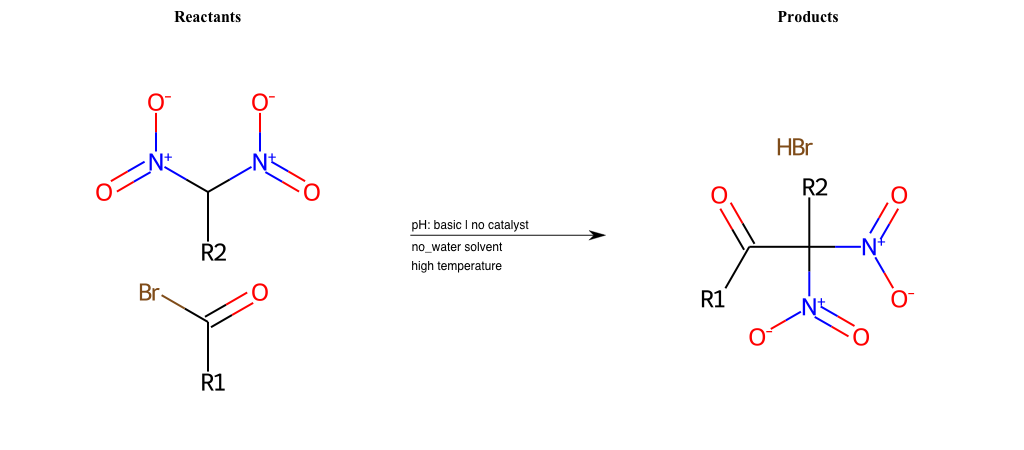 Reactants
Products
O⁻ O⁻
N⁺ N⁺
O O
R2
Br O
R1
pH: basic | no catalyst
no_water solvent
high temperature
HBr
R2
O O
N⁺
R1 O⁻
N⁺
O⁻ O